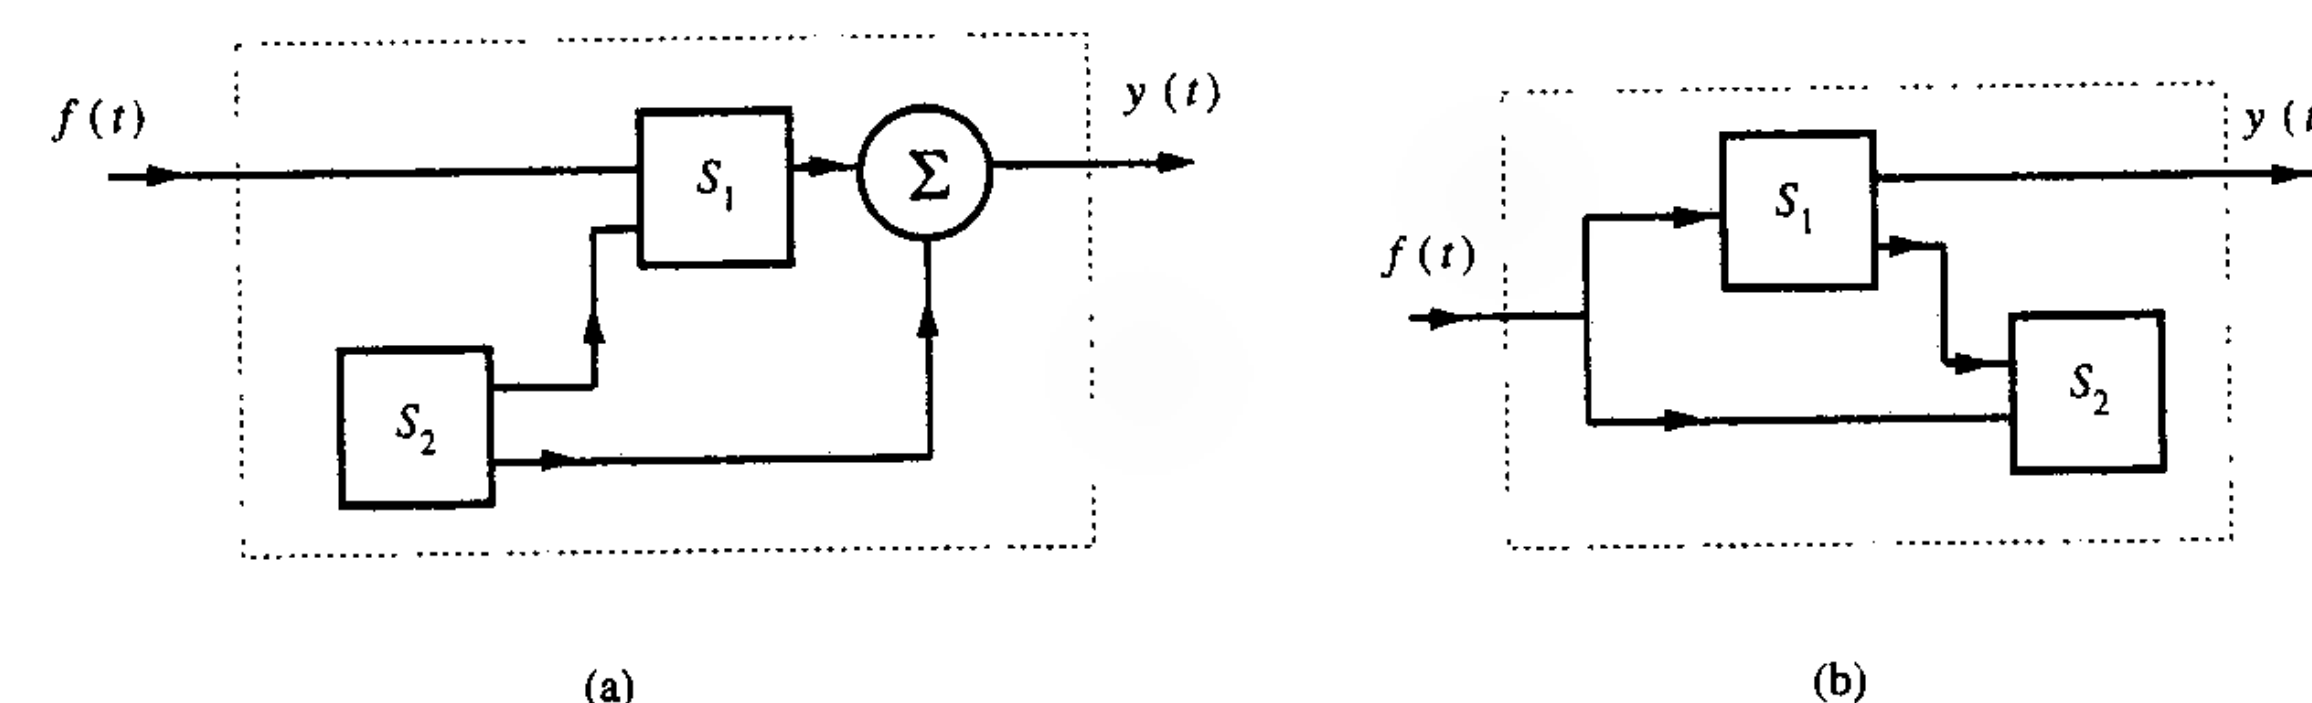 f(t)
S1
Σ
y(t)
S2
(a)
f(t)
S1
y(t
S2
(b)